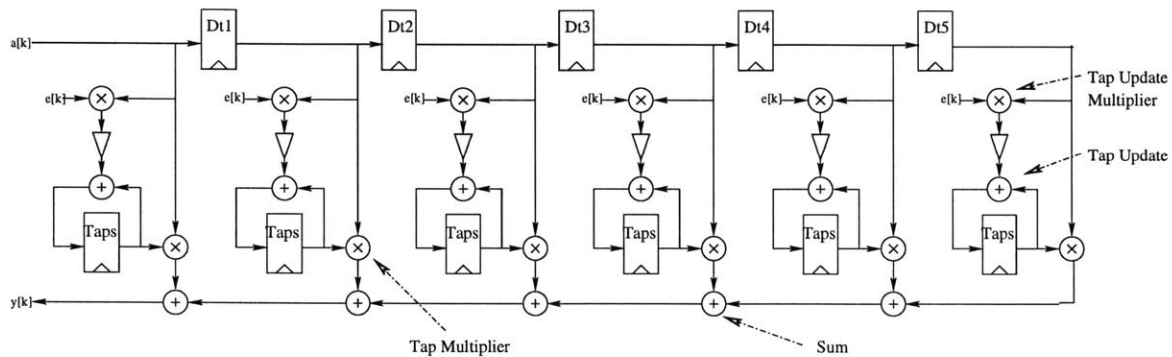 Dt1
Dt2
Dt3
Dt4
Dt5
a[k]
e[k]
e[k]
e[k]
e[k]
e[k]
e[k]
Tap Update
Multiplier
Tap Update
Taps
Taps
Taps
Taps
Taps
Taps
y[k]
Tap Multiplier
Sum